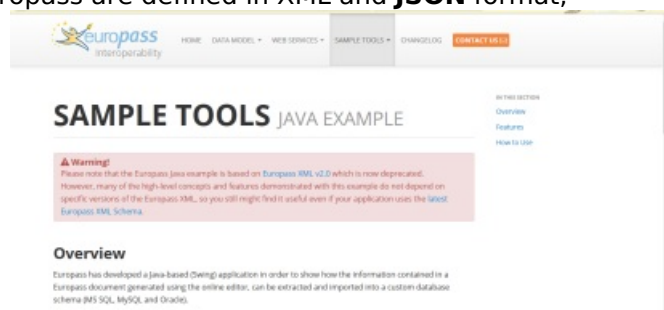 ropass are defined in XML and JSON format,
europass
interoperability
HOME DATA MODEL WEB SERVICES SAMPLE TOOLS CHANGELOG CONTACT US
SAMPLE TOOLS JAVA EXAMPLE
IN THIS SECTION
Overview
Features
How to Use
Warning!
Please note that the Europass Java example is based on Europass XML v2.0 which is now deprecated.
However, many of the high-level concepts and features demonstrated with this example do not depend on
specific versions of the Europass XML, so you still might find it useful even if your application uses the latest
Europass XML Schema.
Overview
Europass has developed a Java-based (Swing) application in order to show how the information contained in a
Europass document generated using the online editor, can be extracted and imported into a custom database
schema (MS SQL, MySQL and Oracle).